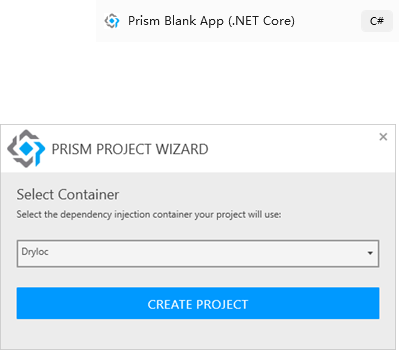 Prism Blank App (.NET Core)
C#
PRISM PROJECT WIZARD
Select Container
Select the dependency injection container your project will use:
Dryloc
CREATE PROJECT